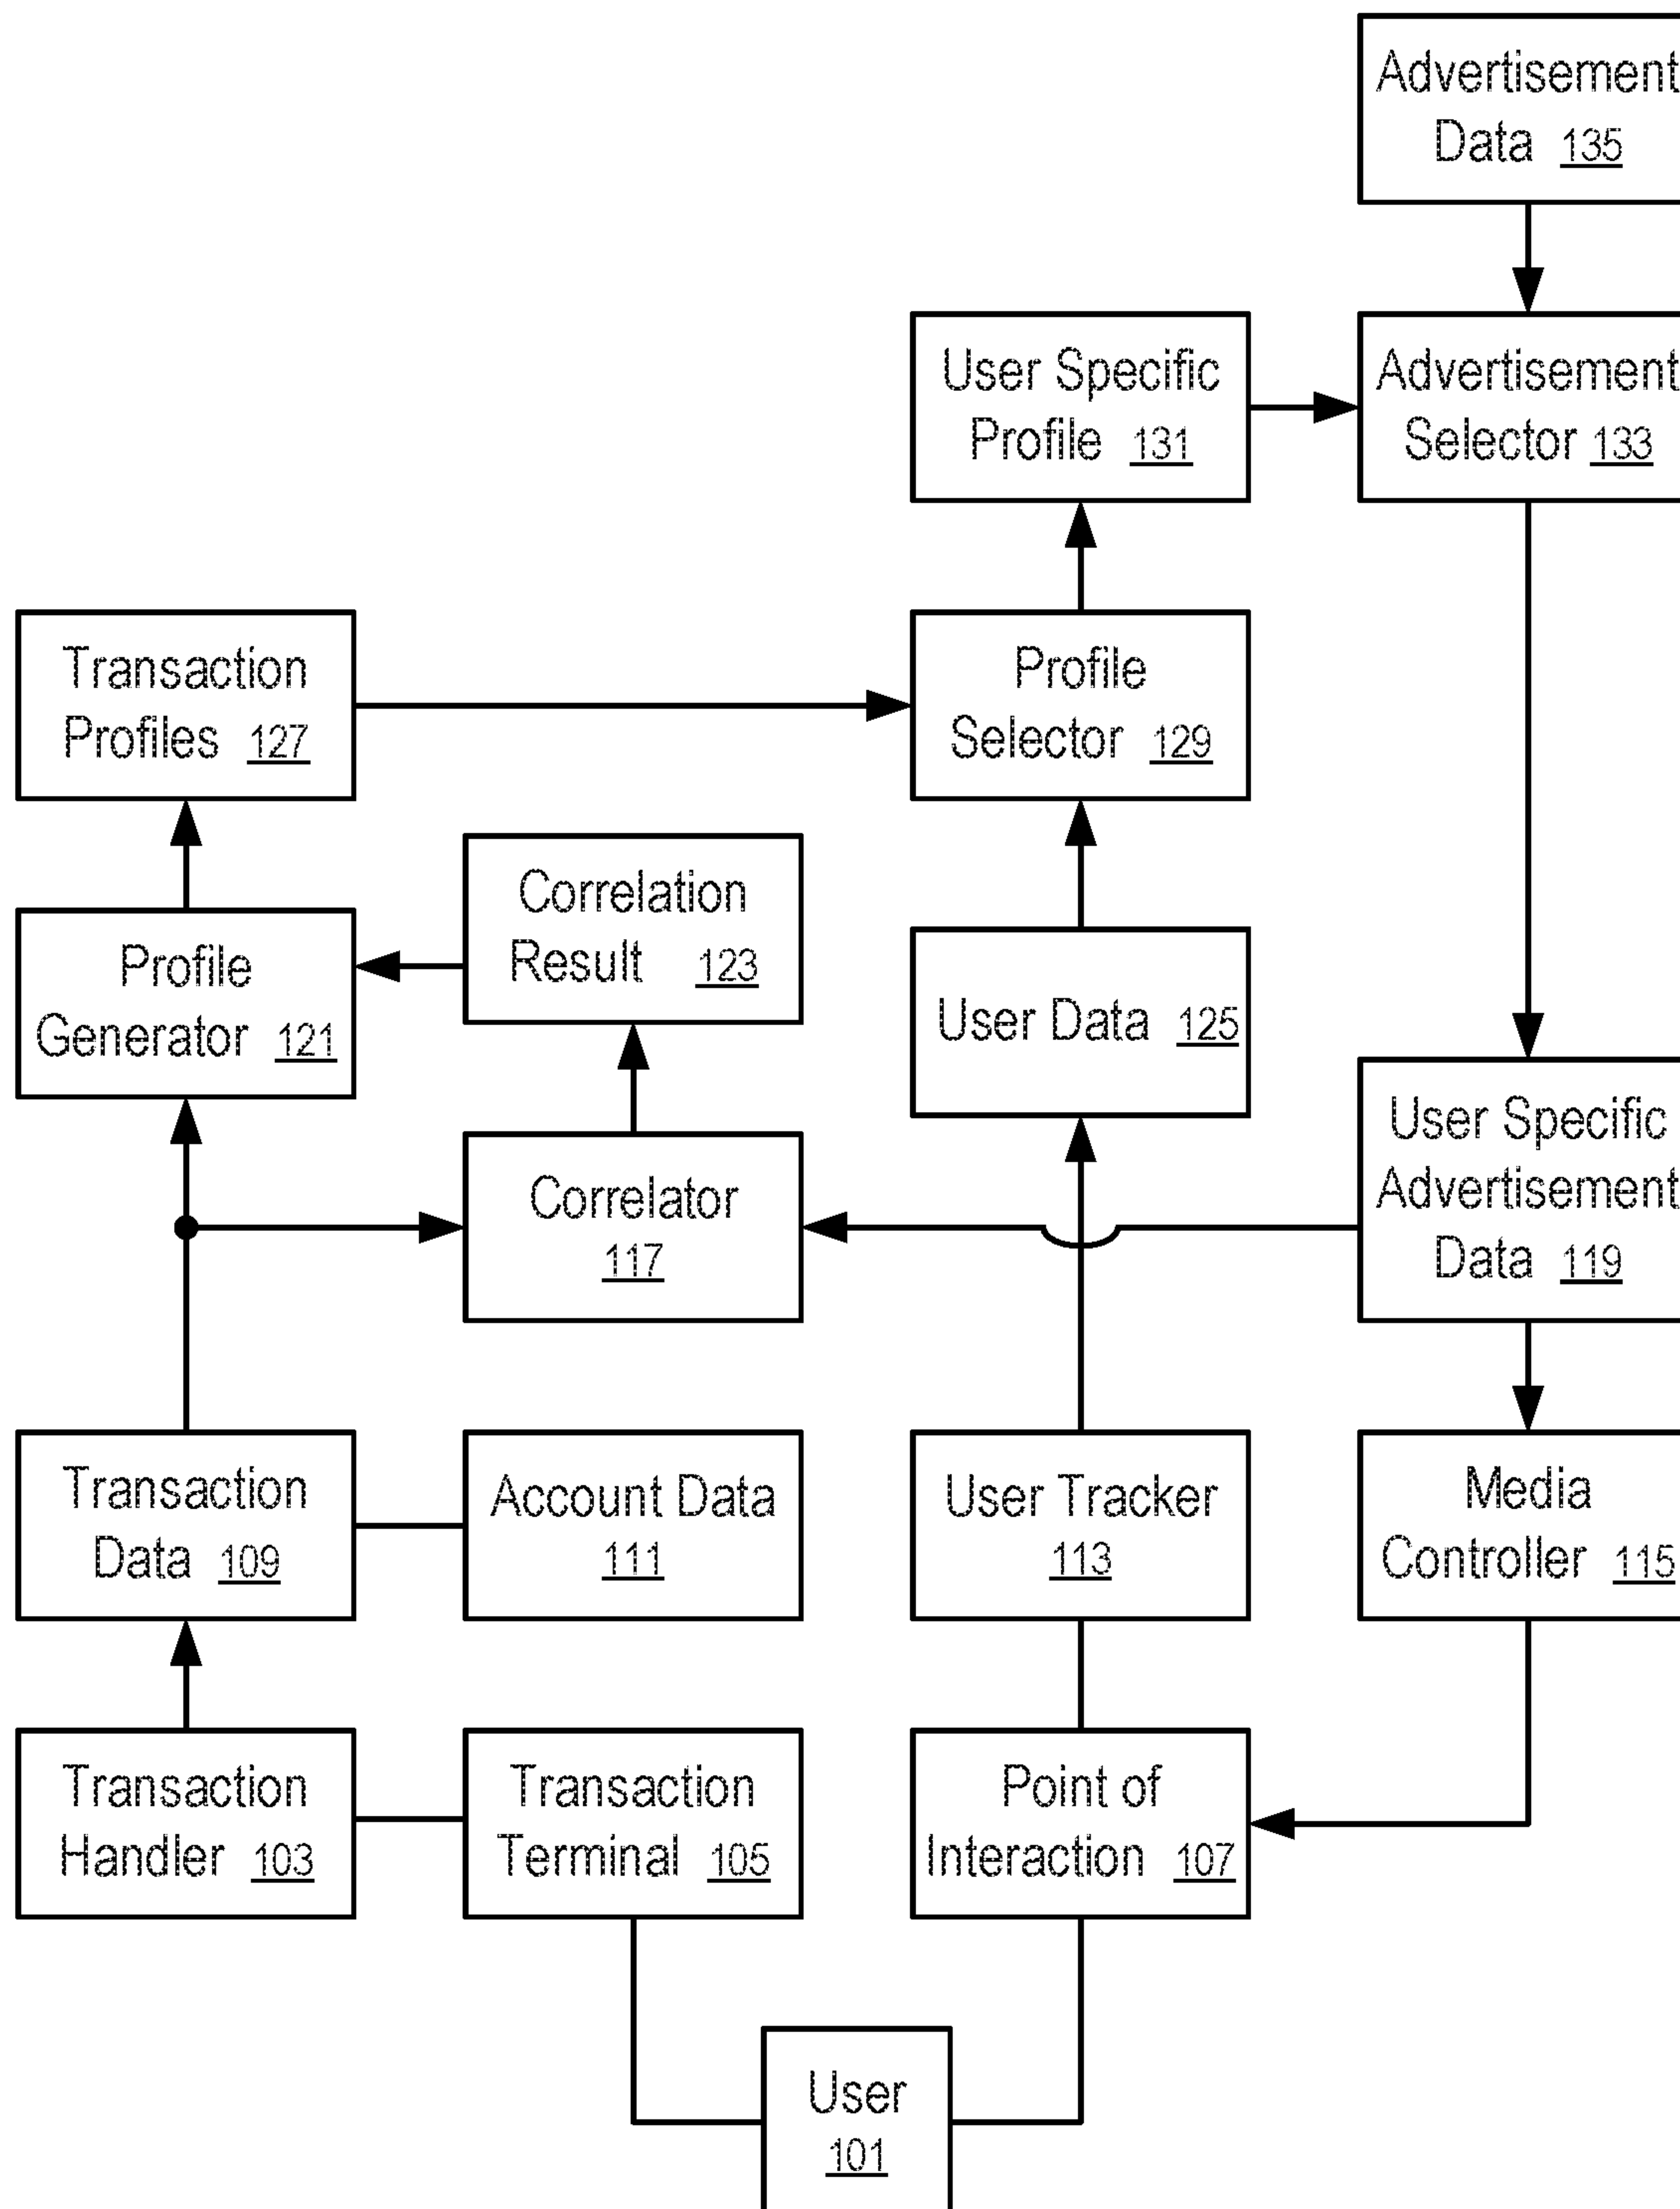 Advertisement
Data 135
User Specific
Profile 131
Advertisement
Selector 133
Transaction
Profiles 127
Profile
Selector 129
Correlation
Result 123
Profile
Generator 121
User Data 125
User Specific
Advertisement
Data 119
Correlator
117
Transaction
Data 109
Account Data
111
User Tracker
113
Media
Controller 115
Transaction
Handler 103
Transaction
Terminal 105
Point of
Interaction 107
User
101